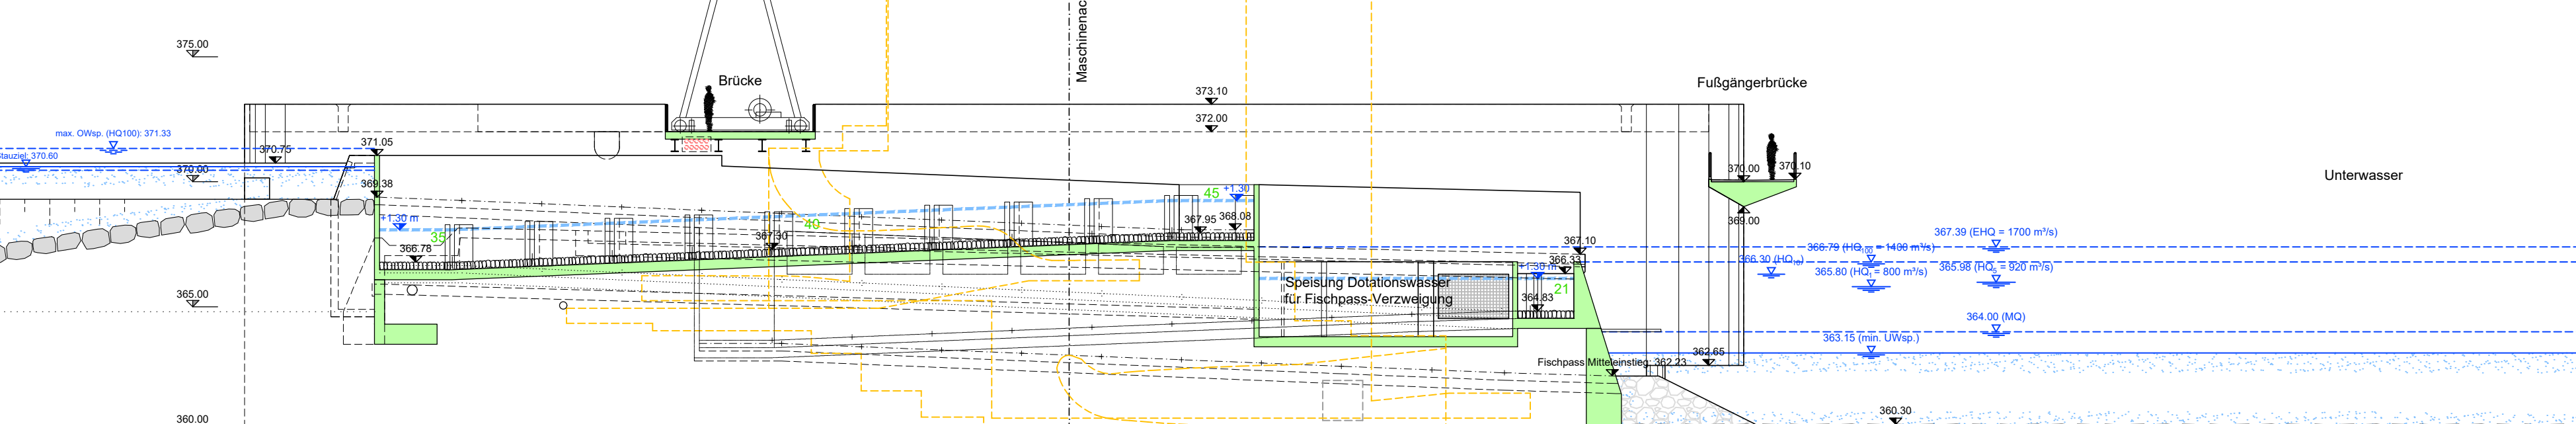 Maschinenac
375.00
Brücke
Fußgängerbrücke
373.10
372.00
max. OWsp. (HQ100): 371.33
Stauziel: 370.60
370.75
371.05
370.00
369.38
370.00
370.10
Unterwasser
+1.30 m
35
366.78
40
367.30
45
+1.30
367.95
368.08
369.00
367.10
367.39 (EHQ = 1700 m³/s)
366.79 (HQ100 = 1400 m³/s)
366.30 (HQ10)
366.33
+1.30 m
365.80 (HQ1 = 800 m³/s)
365.98 (HQ5 = 920 m³/s)
365.00
Speisung Dotationswasser
für Fischpass-Verzweigung
364.83
21
364.00 (MQ)
363.15 (min. UWsp.)
Fischpass Mitteleinstieg: 362.23
362.65
360.00
360.30